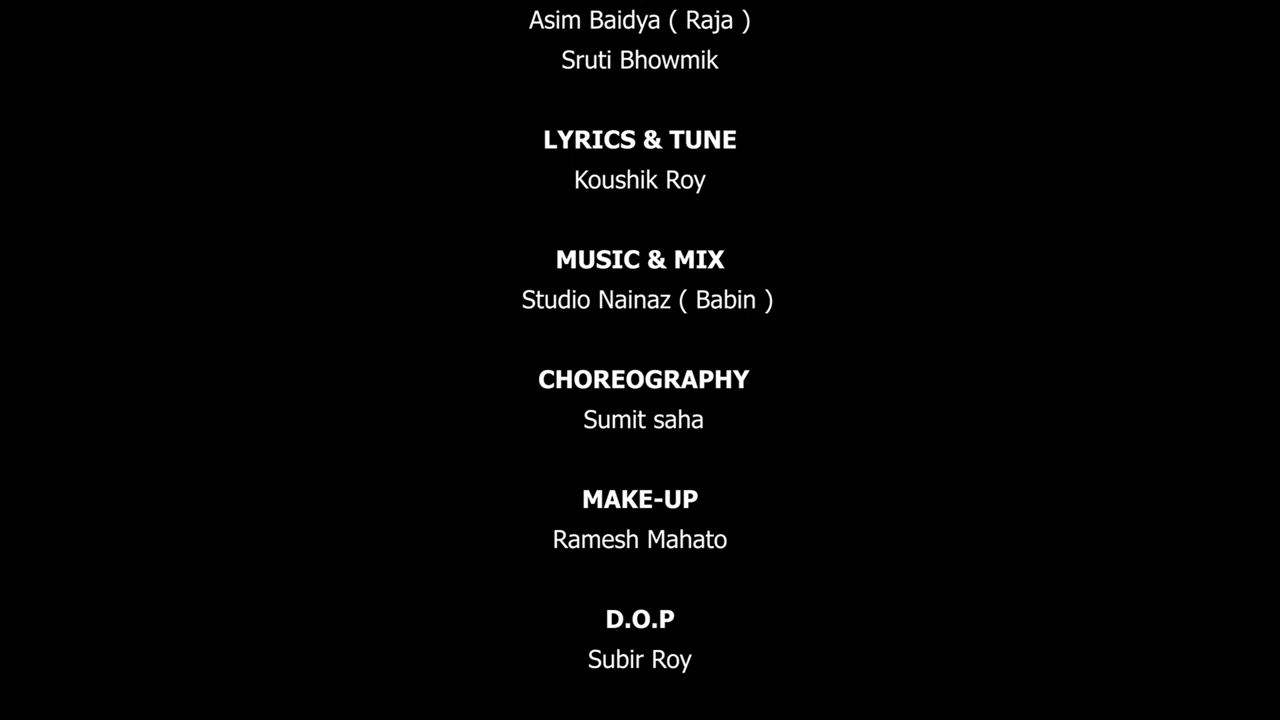 Asim Baidya ( Raja )
Sruti Bhowmik
LYRICS & TUNE
Koushik Roy
MUSIC & MIX
Studio Nainaz ( Babin )
CHOREOGRAPHY
Sumit saha
MAKE-UP
Ramesh Mahato
D.O.P
Subir Roy